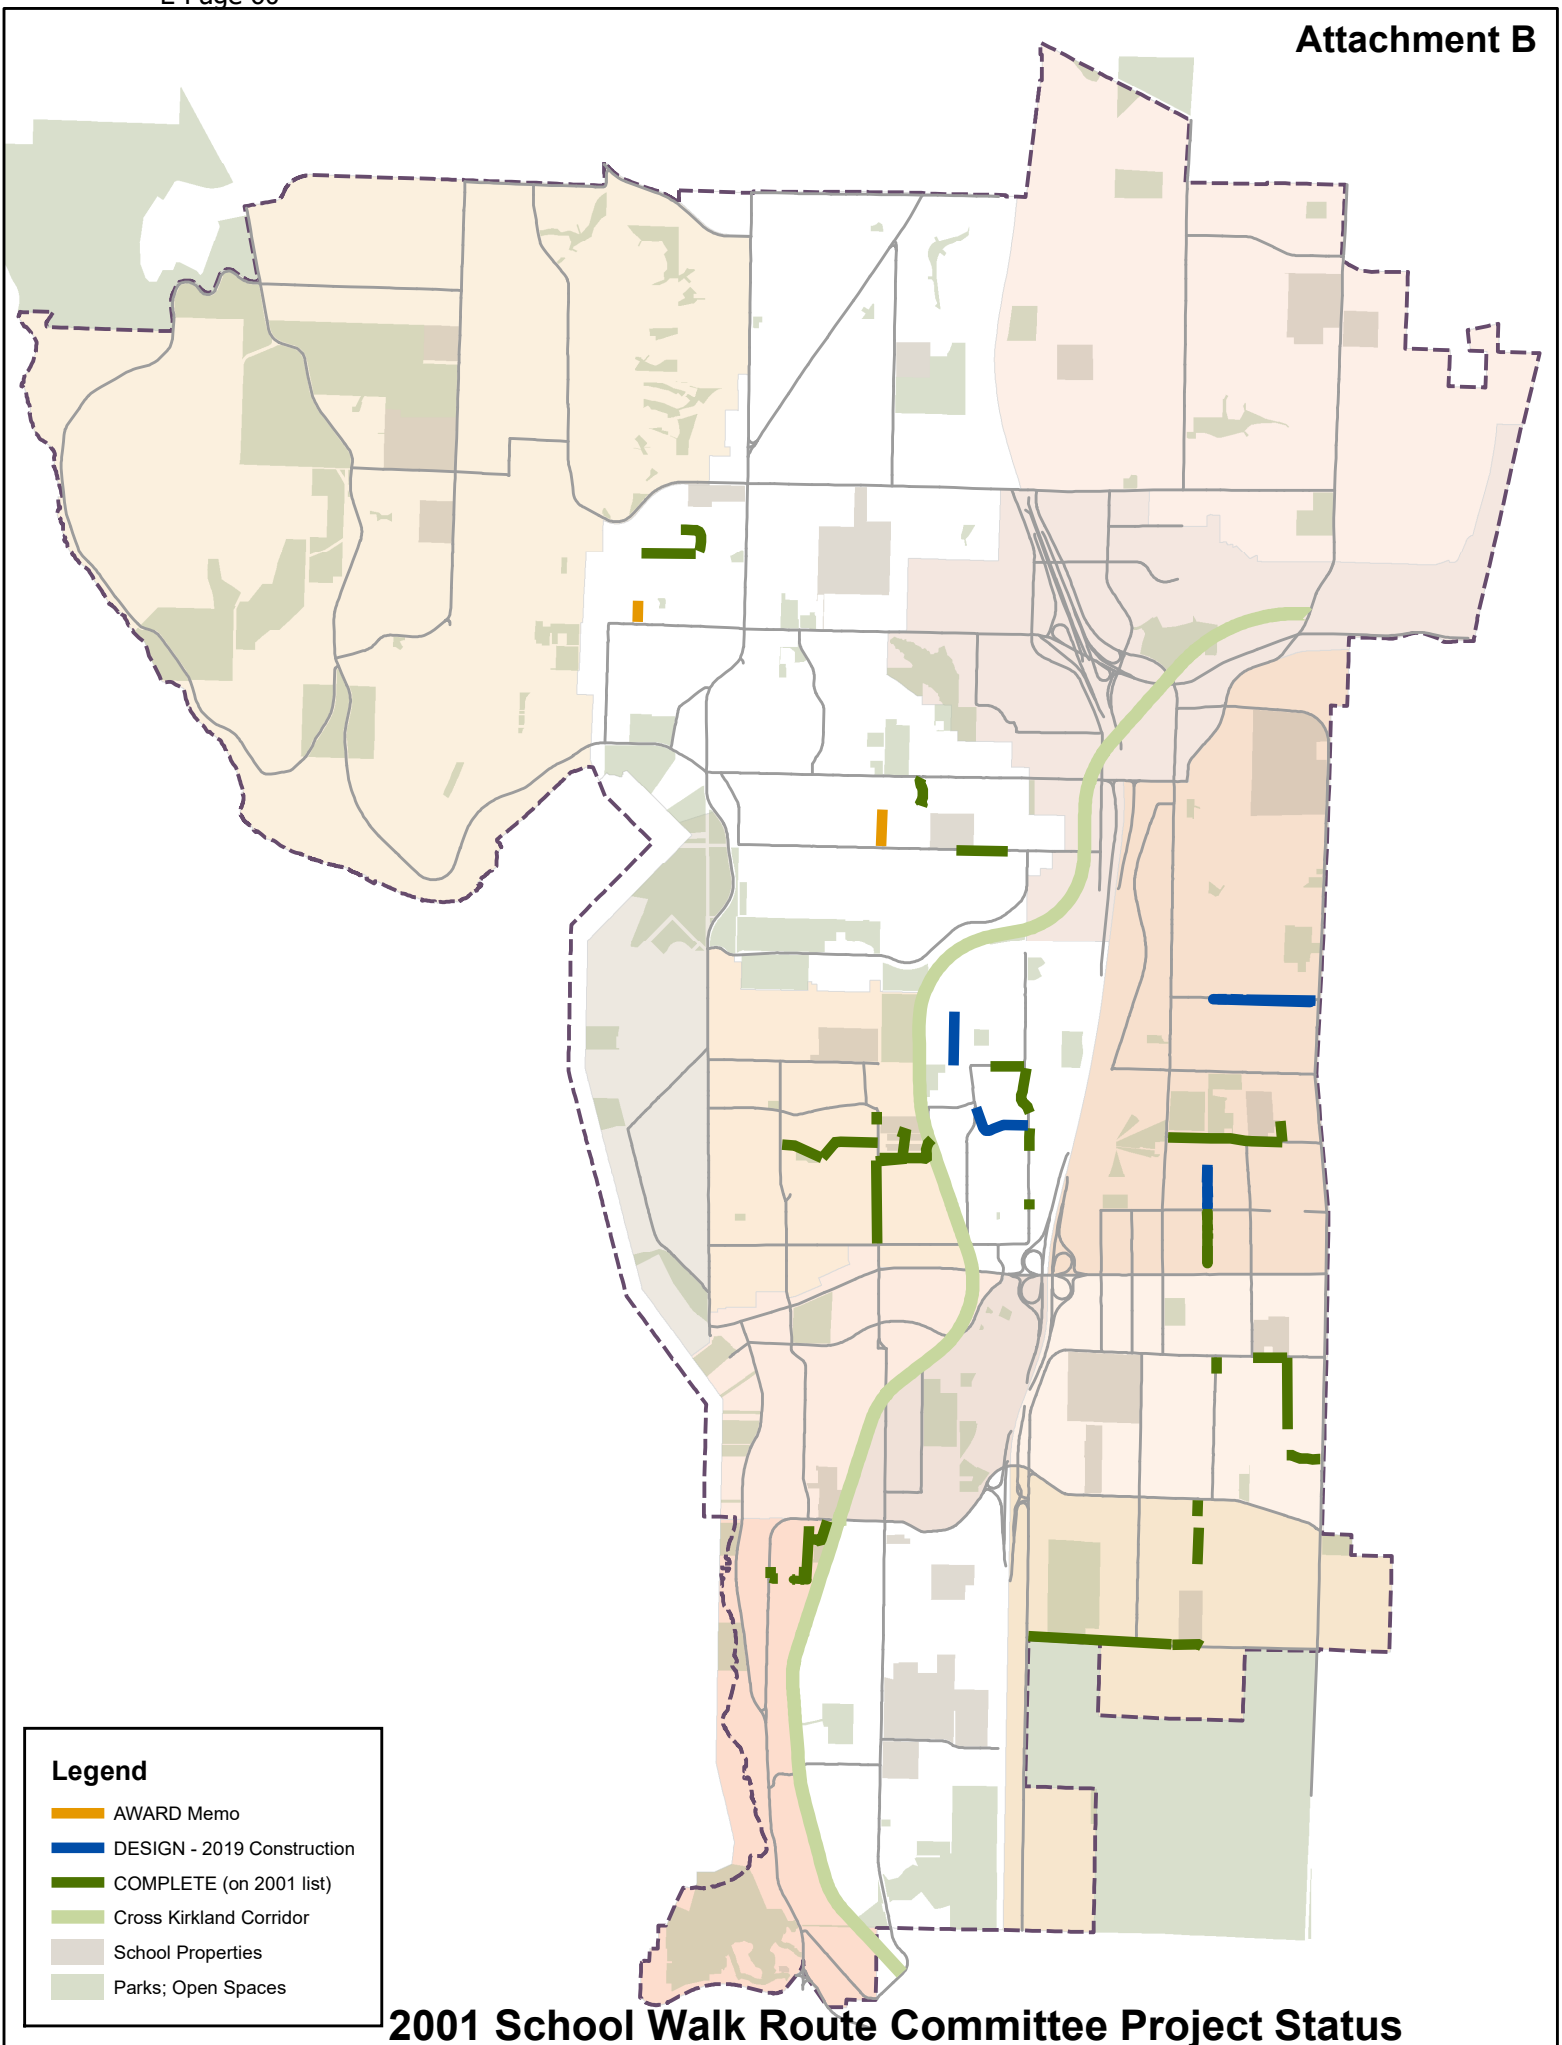 Attachment B
Legend
AWARD Memo
DESIGN - 2019 Construction
COMPLETE (on 2001 list)
Cross Kirkland Corridor
School Properties
Parks; Open Spaces
2001 School Walk Route Committee Project Status